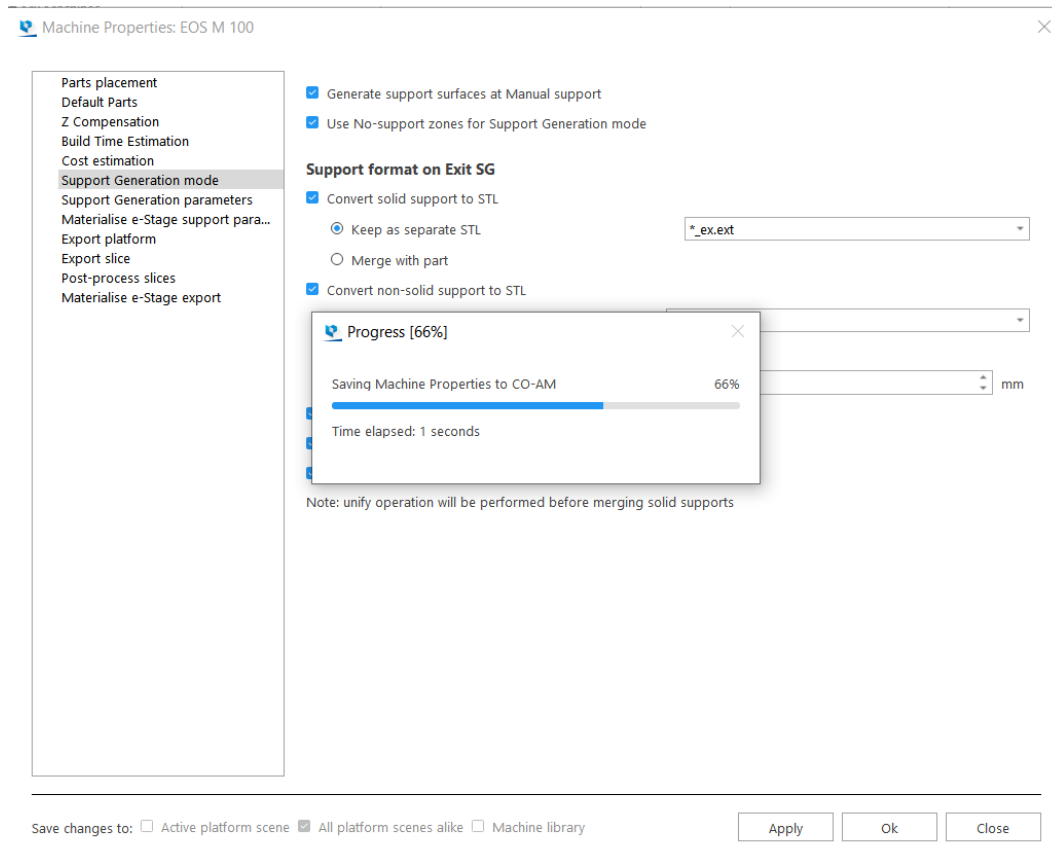 Machine Properties: EOS M 100
Parts placement
Default Parts
Z Compensation
Build Time Estimation
Cost estimation
Support Generation mode
Support Generation parameters
Materialise e-Stage support para...
Export platform
Export slice
Post-process slices
Materialise e-Stage export
Generate support surfaces at Manual support
Use No-support zones for Support Generation mode
Support format on Exit SG
Convert solid support to STL
Keep as separate STL *_ex.ext
Merge with part
Convert non-solid support to STL
Progress [66%]
Saving Machine Properties to CO-AM 66%
Time elapsed: 1 seconds
mm
Note: unify operation will be performed before merging solid supports
Save changes to: Active platform scene All platform scenes alike Machine library
Apply Ok Close